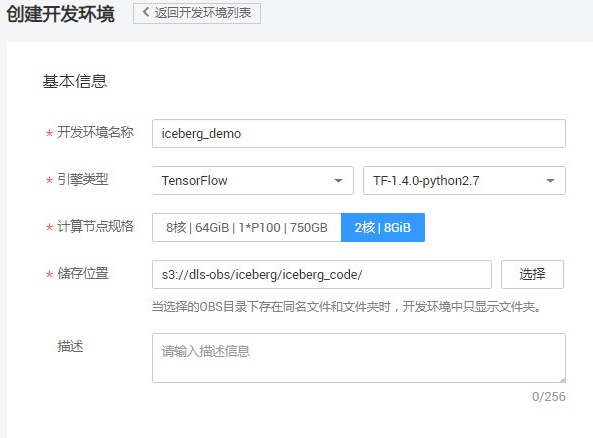 创建开发环境 返回开发环境列表
基本信息
* 开发环境名称 iceberg_demo
* 引擎类型 TensorFlow TF-1.4.0-python2.7
* 计算节点规格 8核 | 64GiB | 1*P100 | 750GB 2核 | 8GiB
* 储存位置 s3://dls-obs/iceberg/iceberg_code/ 选择
当选择的OBS目录下存在同名文件和文件夹时，开发环境中只显示文件夹。
描述 请输入描述信息
0/256